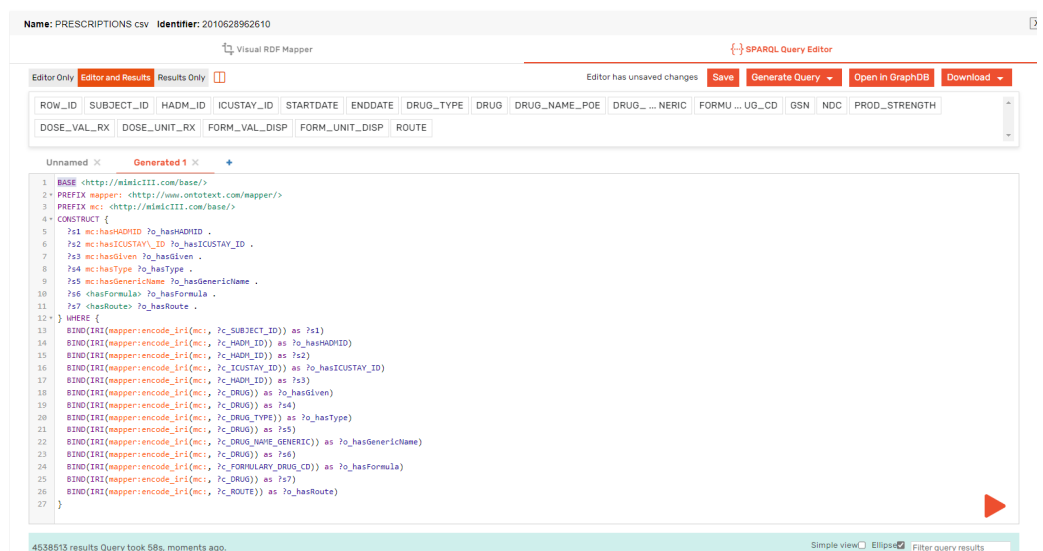 Name: PRESCRIPTIONS csv Identifier: 2010628962610
X
Visual RDF Mapper
{--} SPARQL Query Editor
Editor Only Editor and Results Results Only
Editor has unsaved changes Save Generate Query Open in GraphDB Download
ROW_ID SUBJECT_ID HADM_ID ICUSTAY_ID STARTDATE ENDDATE DRUG_TYPE DRUG DRUG_NAME_POE DRUG_ ... NERIC FORMU ... UG_CD GSN NDC PROD_STRENGTH
DOSE_VAL_RX DOSE_UNIT_RX FORM_VAL_DISP FORM_UNIT_DISP ROUTE
Unnamed × Generated 1 × +
1 BASE <http://mimicIII.com/base/>
2 PREFIX mapper: <http://www.ontotext.com/mapper/>
3 PREFIX mc: <http://mimicIII.com/base/>
4 CONSTRUCT {
5 ?s1 mc:hasHADMID ?o_hasHADMID .
6 ?s2 mc:hasICUSTAY\_ID ?o_hasICUSTAY_ID .
7 ?s3 mc:hasGiven ?o_hasGiven .
8 ?s4 mc:hasType ?o_hasType .
9 ?s5 mc:hasGenericName ?o_hasGenericName .
10 ?s6 <hasFormula> ?o_hasFormula .
11 ?s7 <hasRoute> ?o_hasRoute .
12 } WHERE {
13 BIND(IRI(mapper:encode_iri(mc:, ?c_SUBJECT_ID)) as ?s1)
14 BIND(IRI(mapper:encode_iri(mc:, ?c_HADM_ID)) as ?o_hasHADMID)
15 BIND(IRI(mapper:encode_iri(mc:, ?c_HADM_ID)) as ?s2)
16 BIND(IRI(mapper:encode_iri(mc:, ?c_ICUSTAY_ID)) as ?o_hasICUSTAY_ID)
17 BIND(IRI(mapper:encode_iri(mc:, ?c_HADM_ID)) as ?s3)
18 BIND(IRI(mapper:encode_iri(mc:, ?c_DRUG)) as ?o_hasGiven)
19 BIND(IRI(mapper:encode_iri(mc:, ?c_DRUG)) as ?s4)
20 BIND(IRI(mapper:encode_iri(mc:, ?c_DRUG_TYPE)) as ?o_hasType)
21 BIND(IRI(mapper:encode_iri(mc:, ?c_DRUG)) as ?s5)
22 BIND(IRI(mapper:encode_iri(mc:, ?c_DRUG_NAME_GENERIC)) as ?o_hasGenericName)
23 BIND(IRI(mapper:encode_iri(mc:, ?c_DRUG)) as ?s6)
24 BIND(IRI(mapper:encode_iri(mc:, ?c_FORMULARY_DRUG_CD)) as ?o_hasFormula)
25 BIND(IRI(mapper:encode_iri(mc:, ?c_DRUG)) as ?s7)
26 BIND(IRI(mapper:encode_iri(mc:, ?c_ROUTE)) as ?o_hasRoute)
27 }
4538513 results Query took 58s, moments ago.
Simple view Ellipse Filter query results